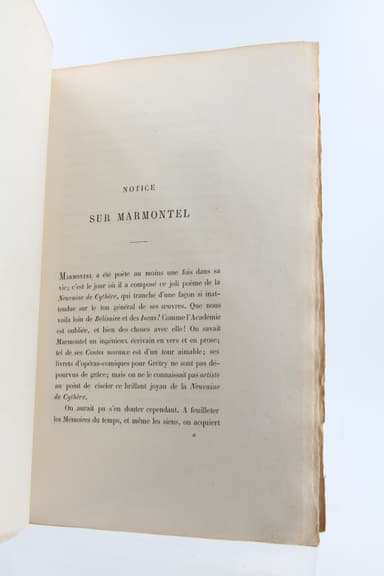 NOTICE
SUR MARMONTEL
MARMONTEL a été poëte au moins une fois dans sa
vie; c'est le jour où il a composé ce joli poëme de la
Neuvaine de Cythère, qui tranche d'une façon si inat-
tendue sur le ton général de ses œuvres. Que nous
voilà loin de Bélisaire et des Incas! Comme l'Académie
est oubliée, et bien des choses avec elle! On savait
Marmontel un ingénieux écrivain en vers et en prose;
tel de ses Contes moraux est d'un tour aimable; ses
livrets d'opéras-comiques pour Grétry ne sont pas dé-
pourvus de grâce; mais on ne le connaissait pas artiste
au point de ciseler ce brillant joyau de la Neuvaine
de Cythère.
On aurait pu s'en douter cependant. A feuilleter
les Mémoires du temps, et même les siens, on acquiert
a